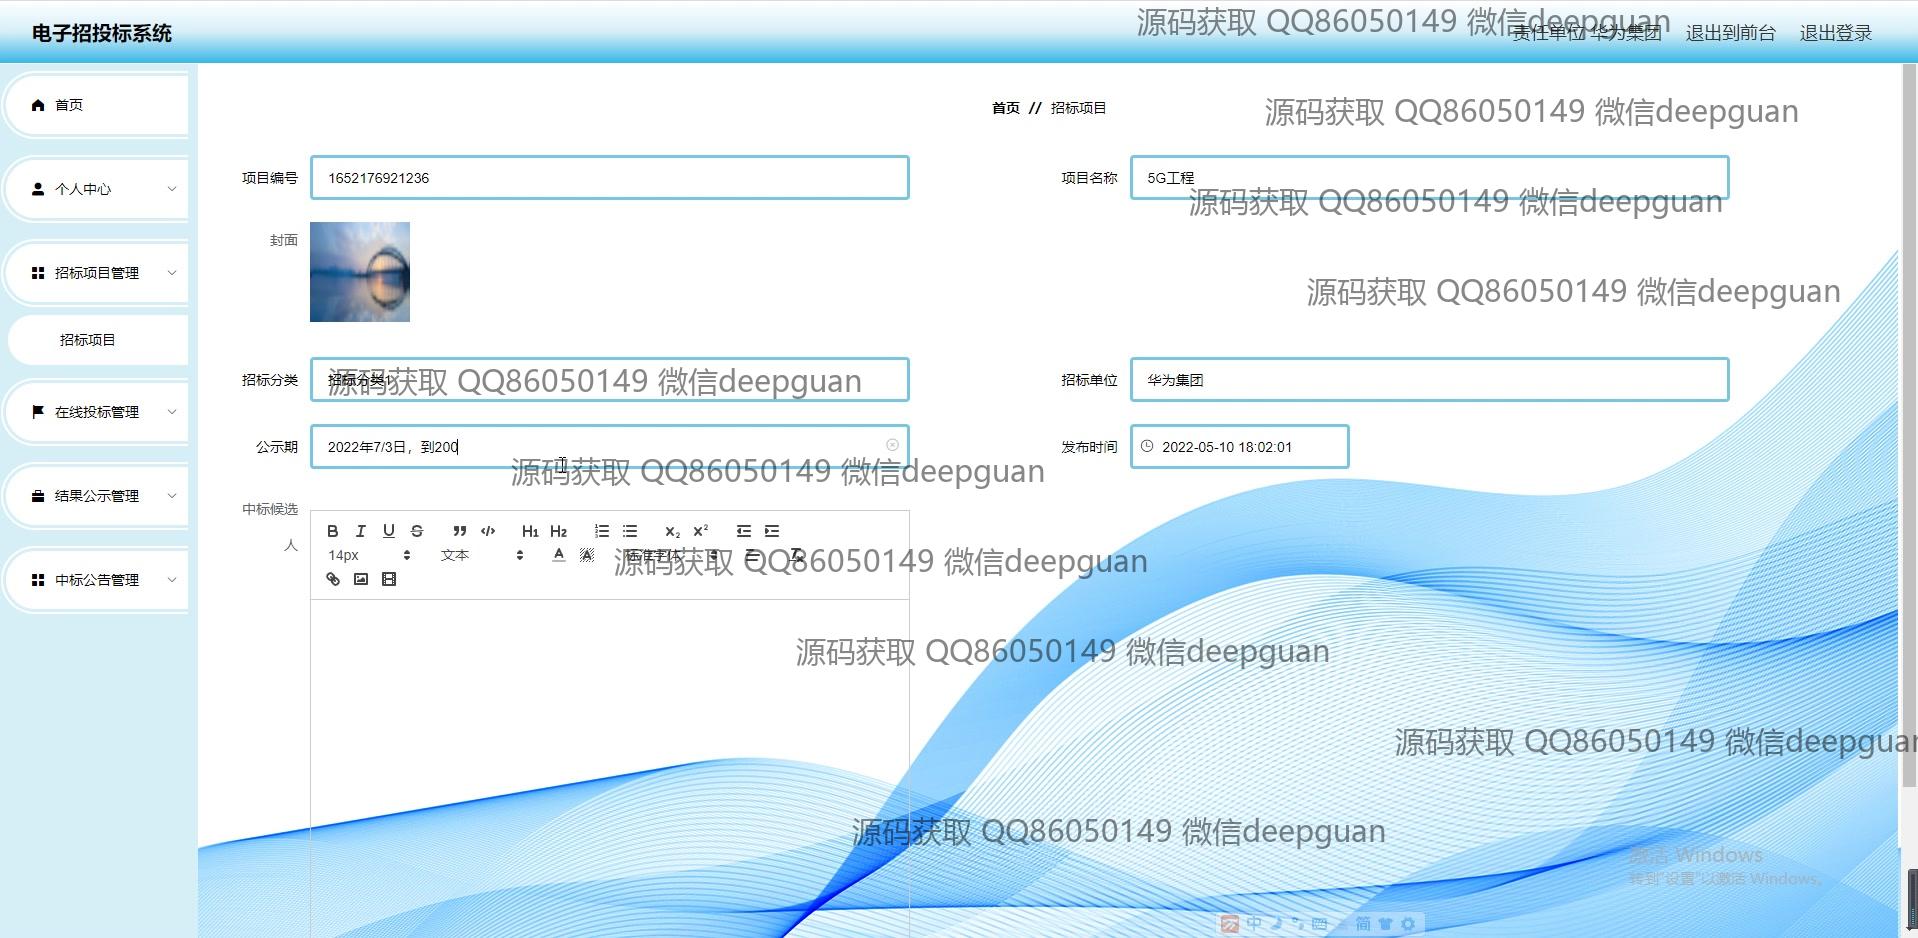 电子招投标系统
源码获取 QQ86050149 微信deepguan
责任单位 华为集团 退出到前台 退出登录
首页
首页 // 招标项目
源码获取 QQ86050149 微信deepguan
项目编号 1652176921236
项目名称 5G工程
个人中心
源码获取 QQ86050149 微信deepguan
封面
招标项目管理
源码获取 QQ86050149 微信deepguan
招标项目
招标分类 招标分类1
源码获取 QQ86050149 微信deepguan
招标单位 华为集团
在线投标管理
公示期 2022年7/3日，到200
发布时间 2022-05-10 18:02:01
源码获取 QQ86050149 微信deepguan
结果公示管理
中标候选
人
B I U S H1 H2 x2 x2
14px 文本 A A 标准字体
源码获取 QQ86050149 微信deepguan
中标公告管理
源码获取 QQ86050149 微信deepguan
源码获取 QQ86050149 微信deepguan
源码获取 QQ86050149 微信deepguan
激活 Windows
转到"设置"以激活 Windows。
中 简